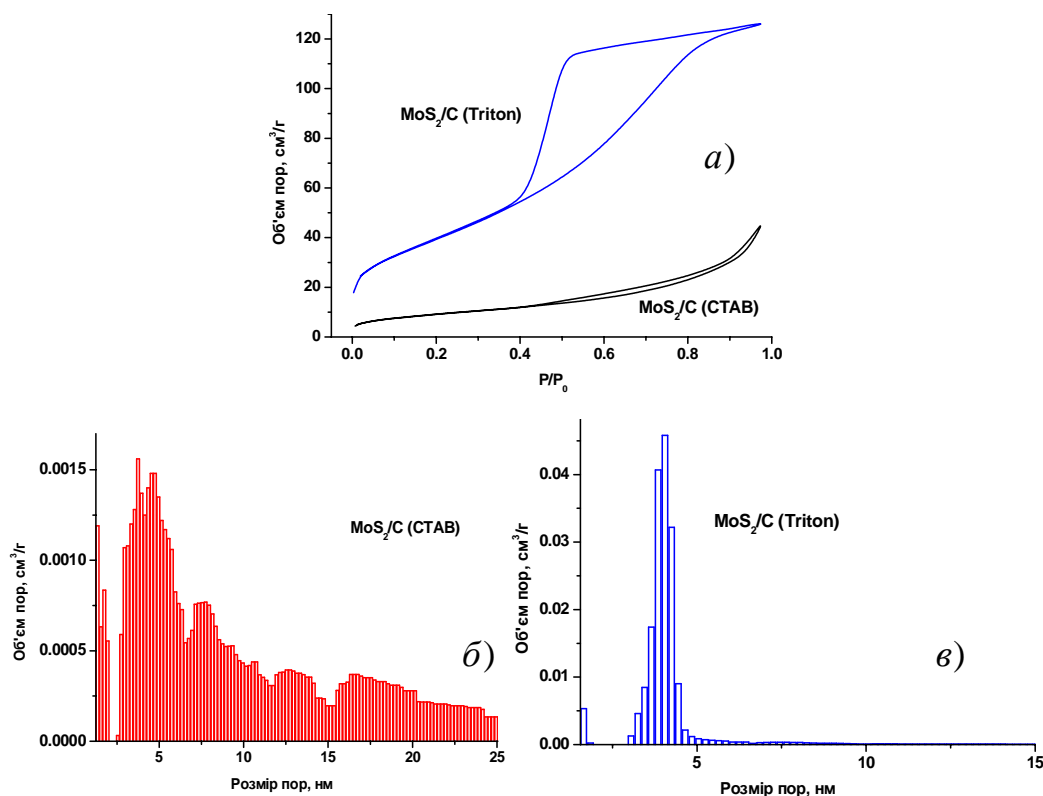 120
100
80
60
40
20
0
Об'єм пор, см³/г
MoS₂/C (Triton)
а)
MoS₂/C (CTAB)
0.0 0.2 0.4 0.6 0.8 1.0
P/P₀
0.0015
0.0010
0.0005
0.0000
Об'єм пор, см³/г
MoS₂/C (CTAB)
б)
5 10 15 20 25
Розмір пор, нм
0.04
0.03
0.02
0.01
0.00
Об'єм пор, см³/г
MoS₂/C (Triton)
в)
5 10 15
Розмір пор, нм